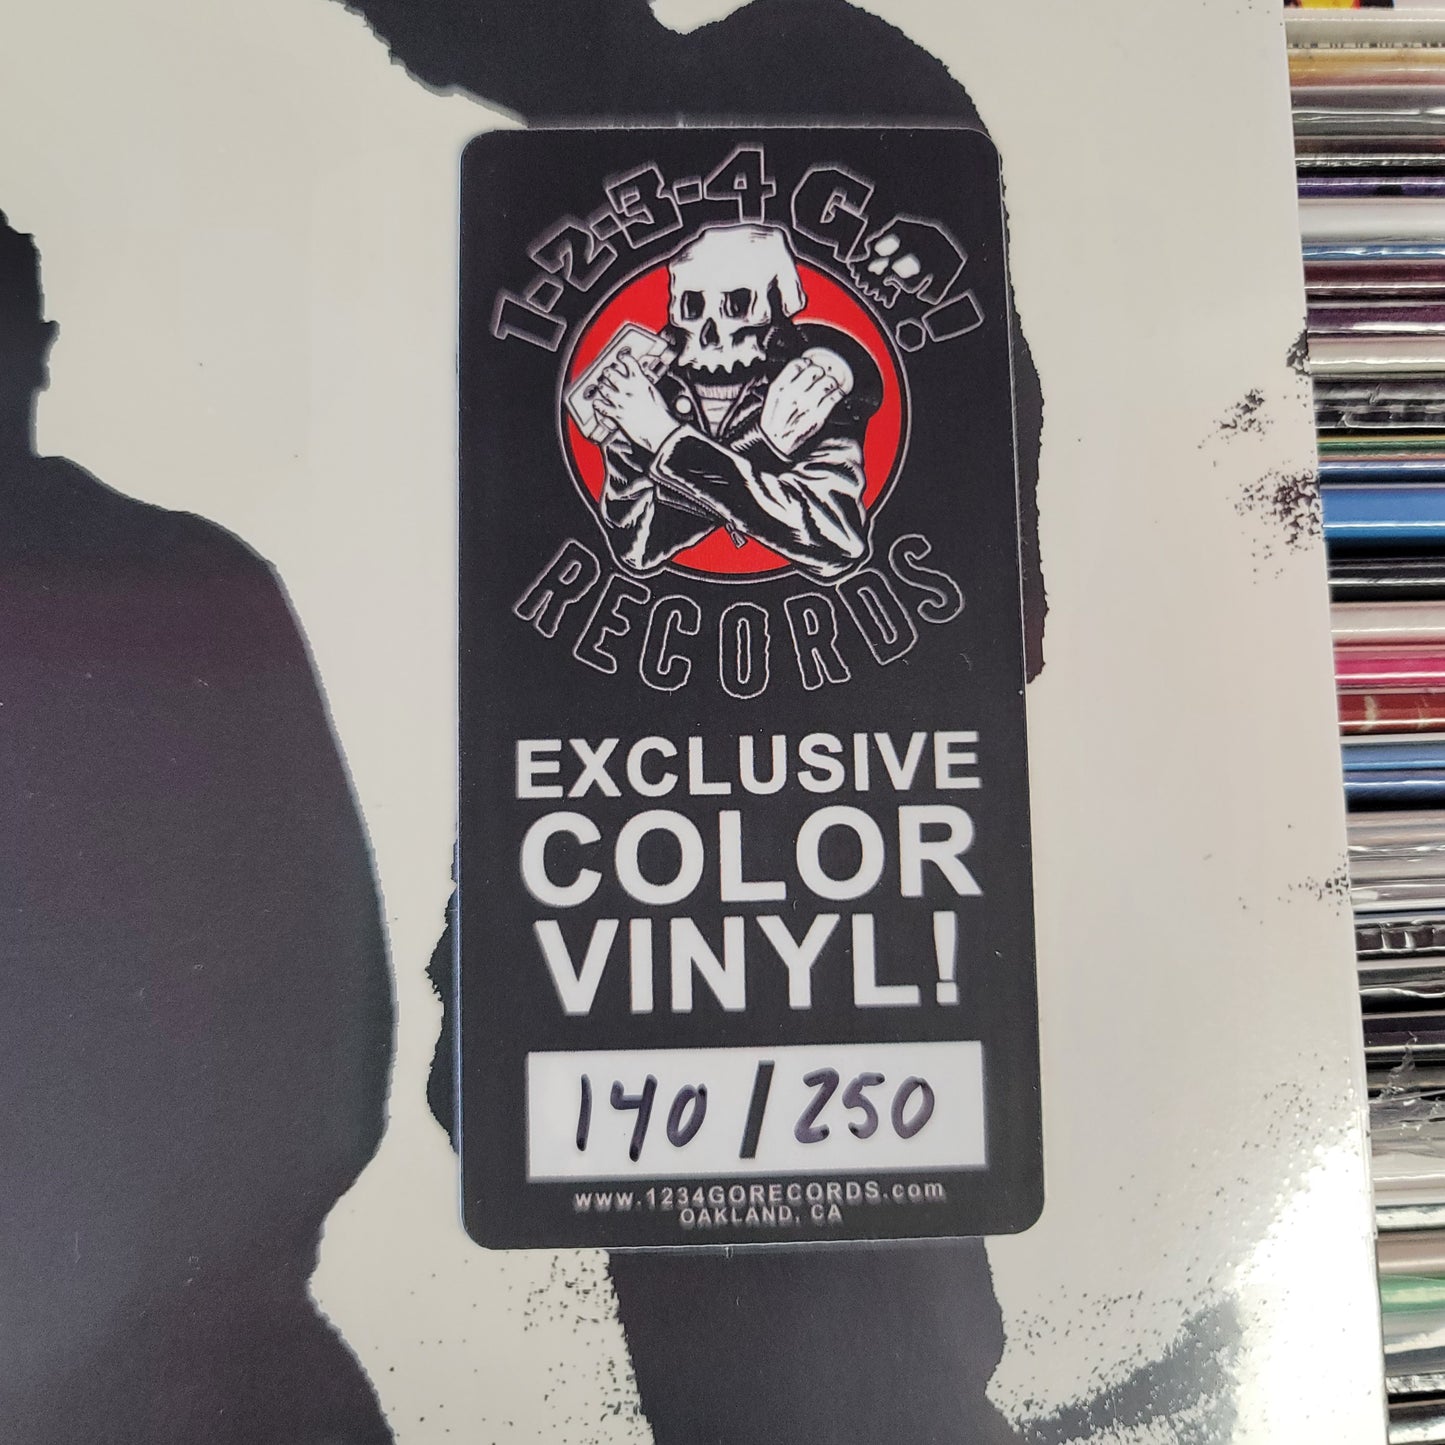 1-2-3-4 GO!
RECORDS
EXCLUSIVE
COLOR
VINYL!
140 / 250
www.1234GORECORDS.com
OAKLAND, CA